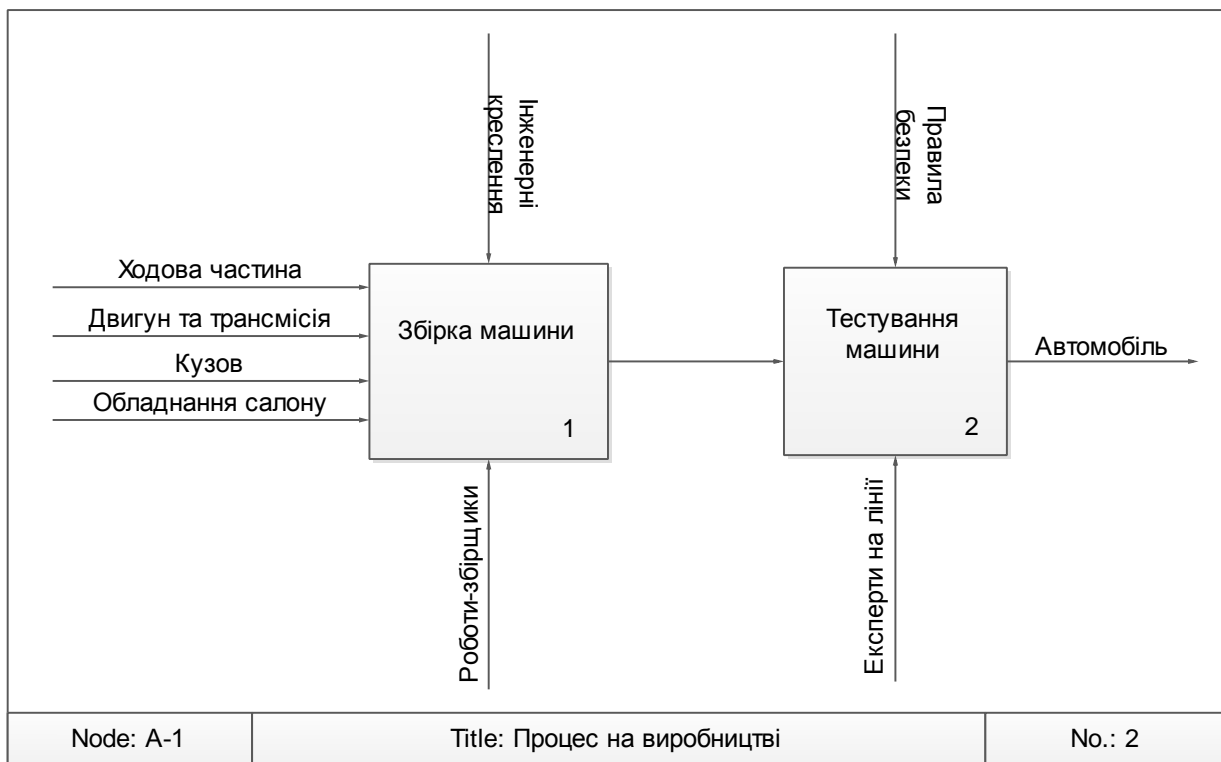 Інженерні
креслення
Правила
безпеки
Ходова частина
Двигун та трансмісія
Кузов
Обладнання салону
Збірка машини
1
Тестування
машини
2
Автомобіль
Роботи-збірщики
Експерти на лінії
Node: A-1
Title: Процес на виробництві
No.: 2